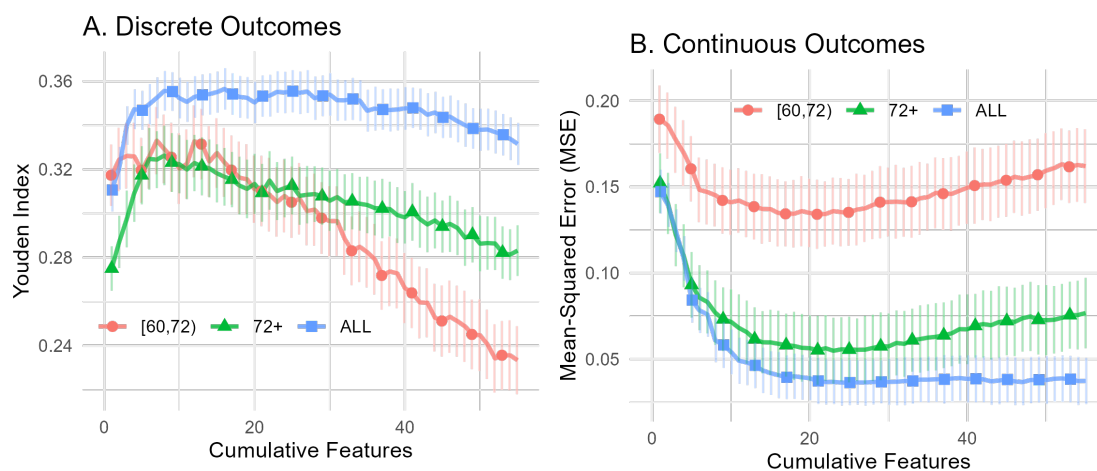 A. Discrete Outcomes
0.36
0.32
0.28
0.24
Youden Index
[60,72) 72+ ALL
0 20 40
Cumulative Features
B. Continuous Outcomes
[60,72) 72+ ALL
0.20
0.15
0.10
0.05
Mean-Squared Error (MSE)
0 20 40
Cumulative Features